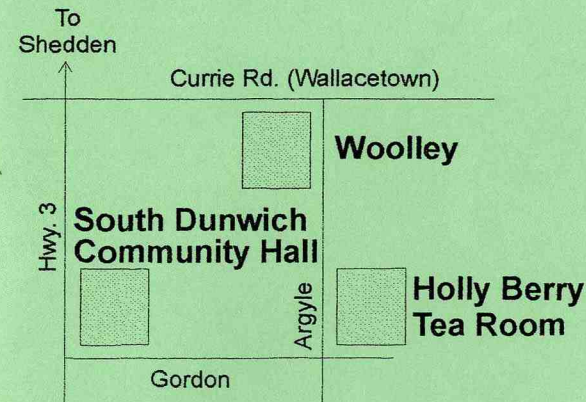 To
Shedden
Currie Rd. (Wallacetown)
Woolley
Hwy. 3
South Dunwich
Community Hall
Argyle
Holly Berry
Tea Room
Gordon